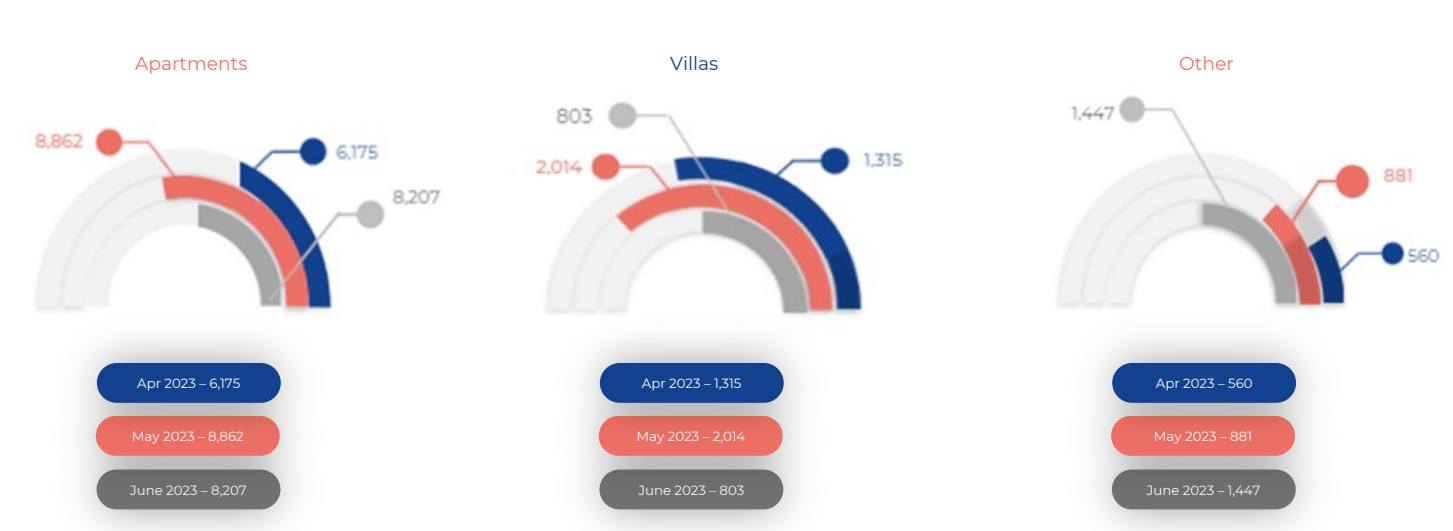 Apartments
8,862
6,175
8,207
Apr 2023 – 6,175
May 2023 – 8,862
June 2023 – 8,207
Villas
803
2,014
1,315
Apr 2023 – 1,315
May 2023 – 2,014
June 2023 – 803
Other
1,447
881
560
Apr 2023 – 560
May 2023 – 881
June 2023 – 1,447